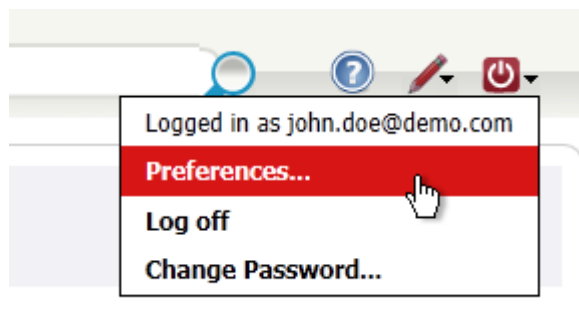 ?
Logged in as john.doe@demo.com
Preferences...
Log off
Change Password...